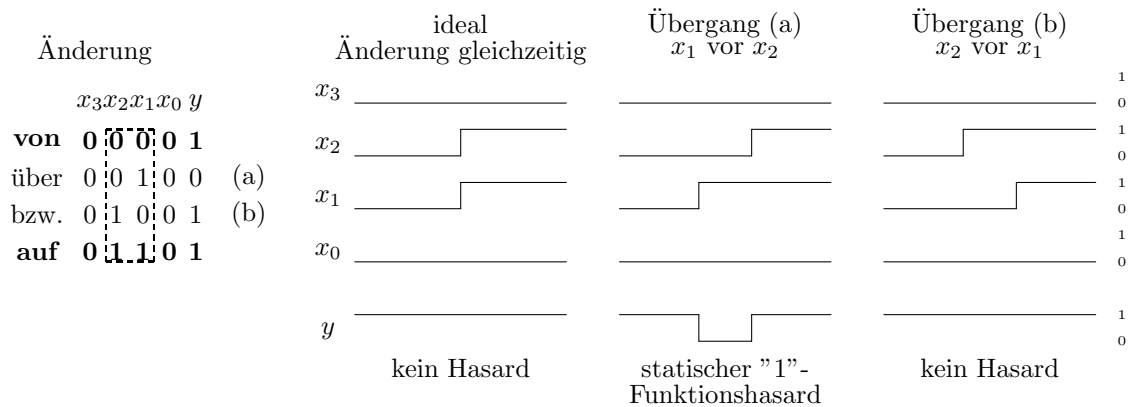 Änderung
x3x2x1x0 y
von 0 0 0 0 1
über 0 0 1 0 0 (a)
bzw. 0 1 0 0 1 (b)
auf 0 1 1 0 1
ideal
Änderung gleichzeitig
Übergang (a)
x1 vor x2
Übergang (b)
x2 vor x1
x3
1
0
x2
1
0
x1
1
0
x0
1
0
y
1
0
kein Hasard
statischer ”1”-
Funktionshasard
kein Hasard